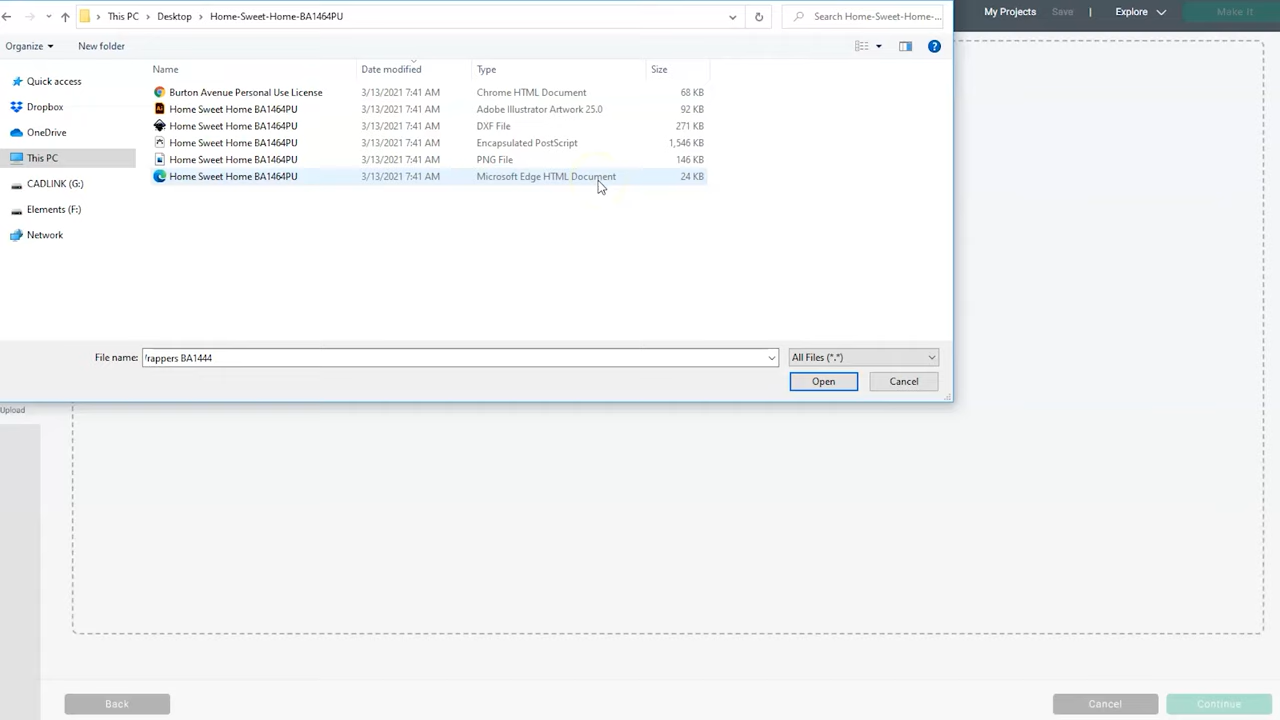 This PC > Desktop > Home-Sweet-Home-BA1464PU
Search Home-Sweet-Home-...
My Projects Save | Explore Make It
Organize New folder
Name Date modified Type Size
Quick access
Dropbox
OneDrive
This PC
CADLINK (G:)
Elements (F:)
Network
Burton Avenue Personal Use License 3/13/2021 7:41 AM Chrome HTML Document 68 KB
Home Sweet Home BA1464PU 3/13/2021 7:41 AM Adobe Illustrator Artwork 25.0 92 KB
Home Sweet Home BA1464PU 3/13/2021 7:41 AM DXF File 271 KB
Home Sweet Home BA1464PU 3/13/2021 7:41 AM Encapsulated PostScript 1,546 KB
Home Sweet Home BA1464PU 3/13/2021 7:41 AM PNG File 146 KB
Home Sweet Home BA1464PU 3/13/2021 7:41 AM Microsoft Edge HTML Document 24 KB
File name: rappers BA1444 All Files (*.*)
Open Cancel
Upload
Back Cancel Continue